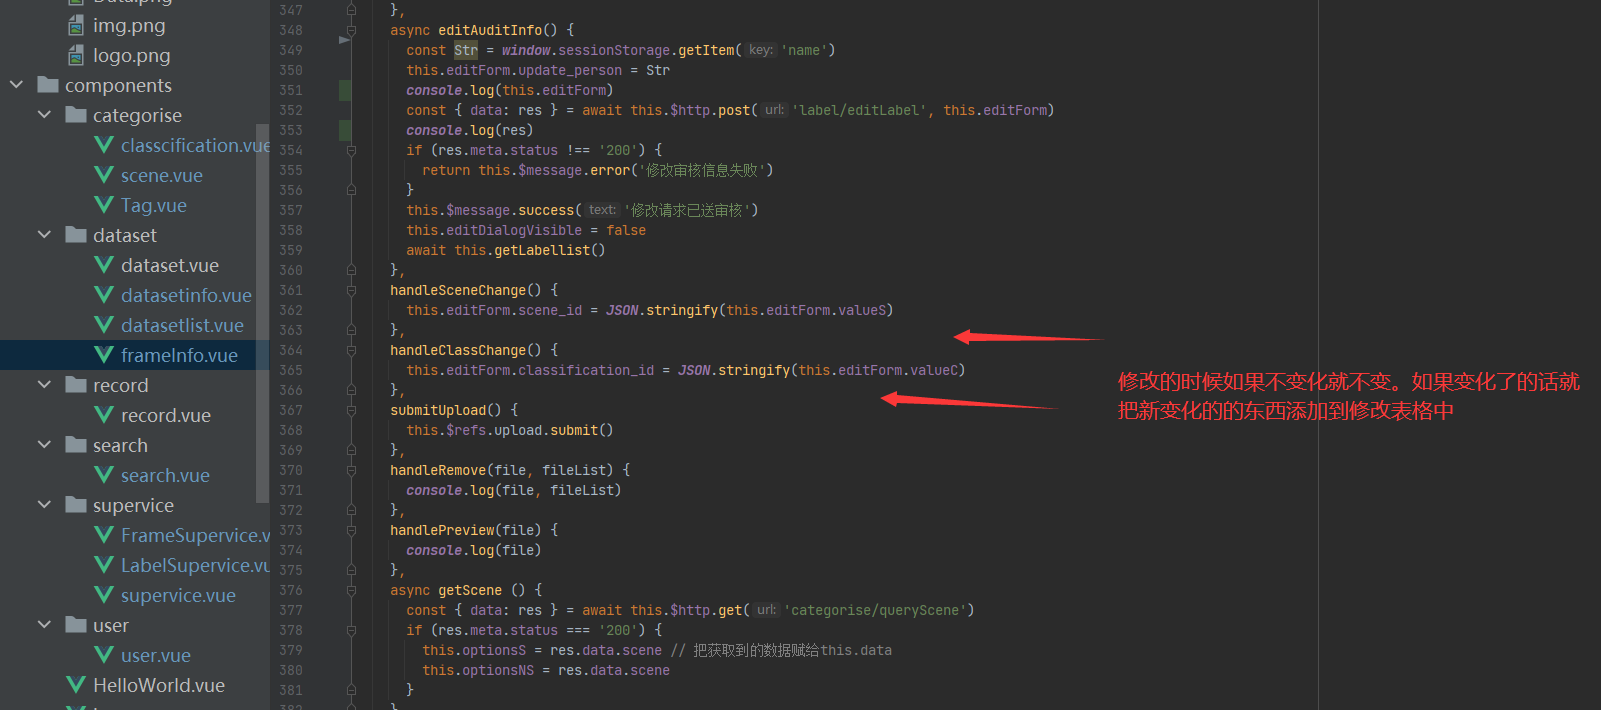 Data.png
img.png
logo.png
components
categorise
classcification.vue
scene.vue
Tag.vue
dataset
dataset.vue
datasetinfo.vue
datasetlist.vue
frameInfo.vue
record
record.vue
search
search.vue
supervice
FrameSupervice.v
LabelSupervice.vu
supervice.vue
user
user.vue
HelloWorld.vue
347 },
348 async editAuditInfo() {
349 const Str = window.sessionStorage.getItem( key: 'name')
350 this.editForm.update_person = Str
351 console.log(this.editForm)
352 const { data: res } = await this.$http.post( url: 'label/editLabel', this.editForm)
353 console.log(res)
354 if (res.meta.status !== '200') {
355 return this.$message.error('修改审核信息失败')
356 }
357 this.$message.success( text: '修改请求已送审核')
358 this.editDialogVisible = false
359 await this.getLabellist()
360 },
361 handleSceneChange() {
362 this.editForm.scene_id = JSON.stringify(this.editForm.valueS)
363 },
364 handleClassChange() {
365 this.editForm.classification_id = JSON.stringify(this.editForm.valueC)
366 },
367 submitUpload() {
368 this.$refs.upload.submit()
369 },
370 handleRemove(file, fileList) {
371 console.log(file, fileList)
372 },
373 handlePreview(file) {
374 console.log(file)
375 },
376 async getScene () {
377 const { data: res } = await this.$http.get( url: 'categorise/queryScene')
378 if (res.meta.status === '200') {
379 this.optionsS = res.data.scene // 把获取到的数据赋给this.data
380 this.optionsNS = res.data.scene
381 }
382 }
修改的时候如果不变化就不变。如果变化了的话就
把新变化的的东西添加到修改表格中